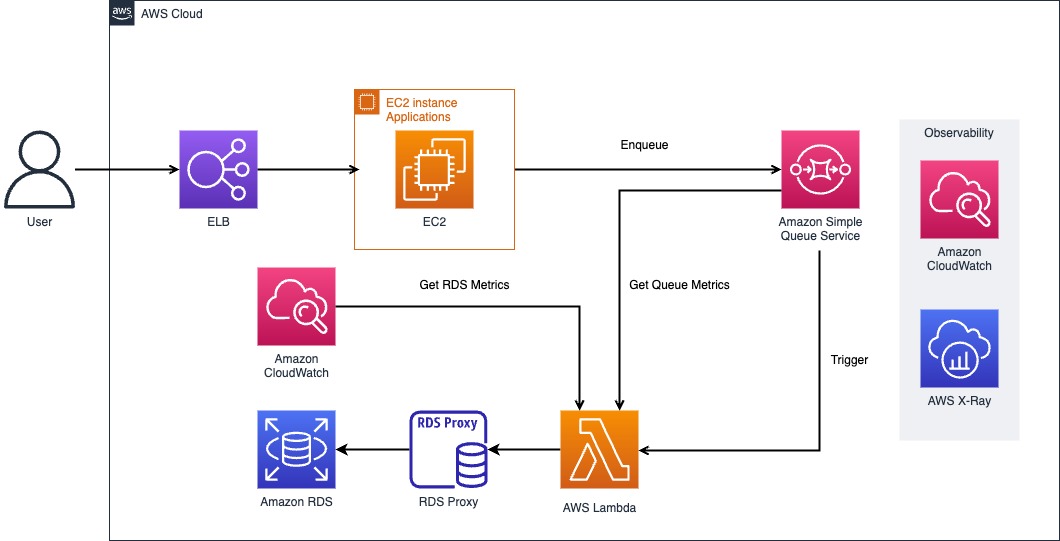 aws
AWS Cloud
EC2 instance
Applications
Observability
Enqueue
User
ELB
EC2
Amazon Simple
Queue Service
Amazon
CloudWatch
Get RDS Metrics
Get Queue Metrics
Amazon
CloudWatch
Trigger
AWS X-Ray
RDS Proxy
Amazon RDS
RDS Proxy
AWS Lambda